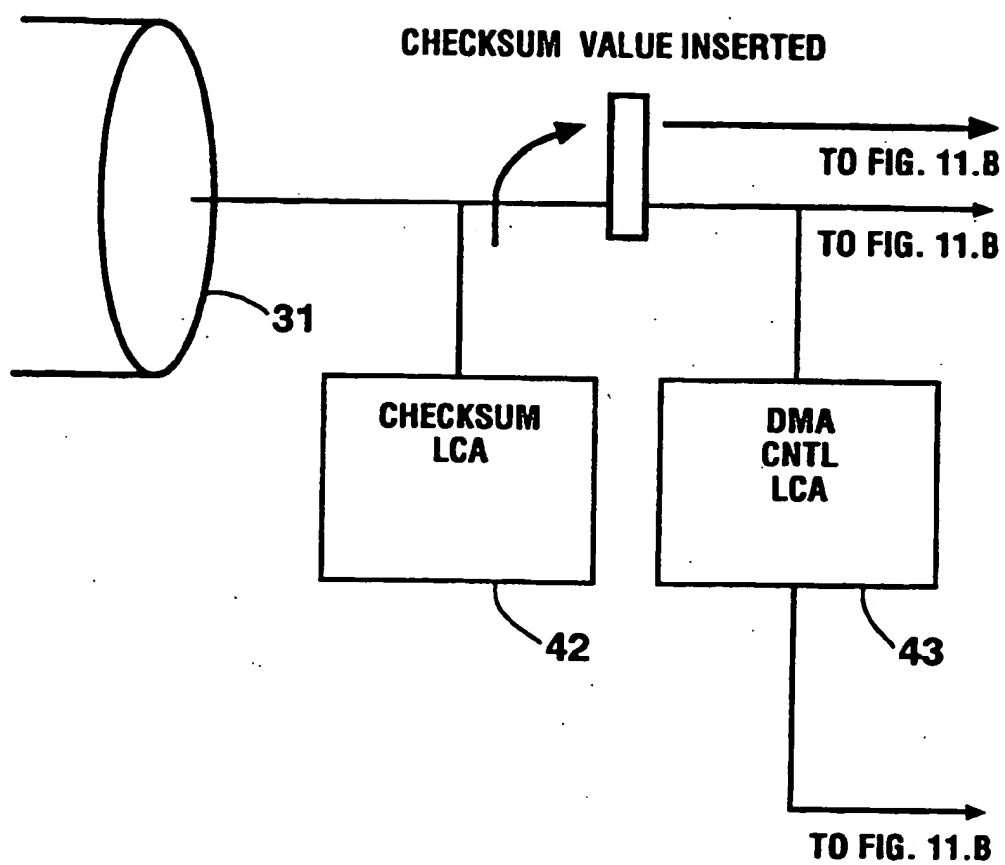 CHECKSUM VALUE INSERTED
TO FIG. 11.B
TO FIG. 11.B
31
CHECKSUM
LCA
DMA
CNTL
LCA
42
43
TO FIG. 11.B